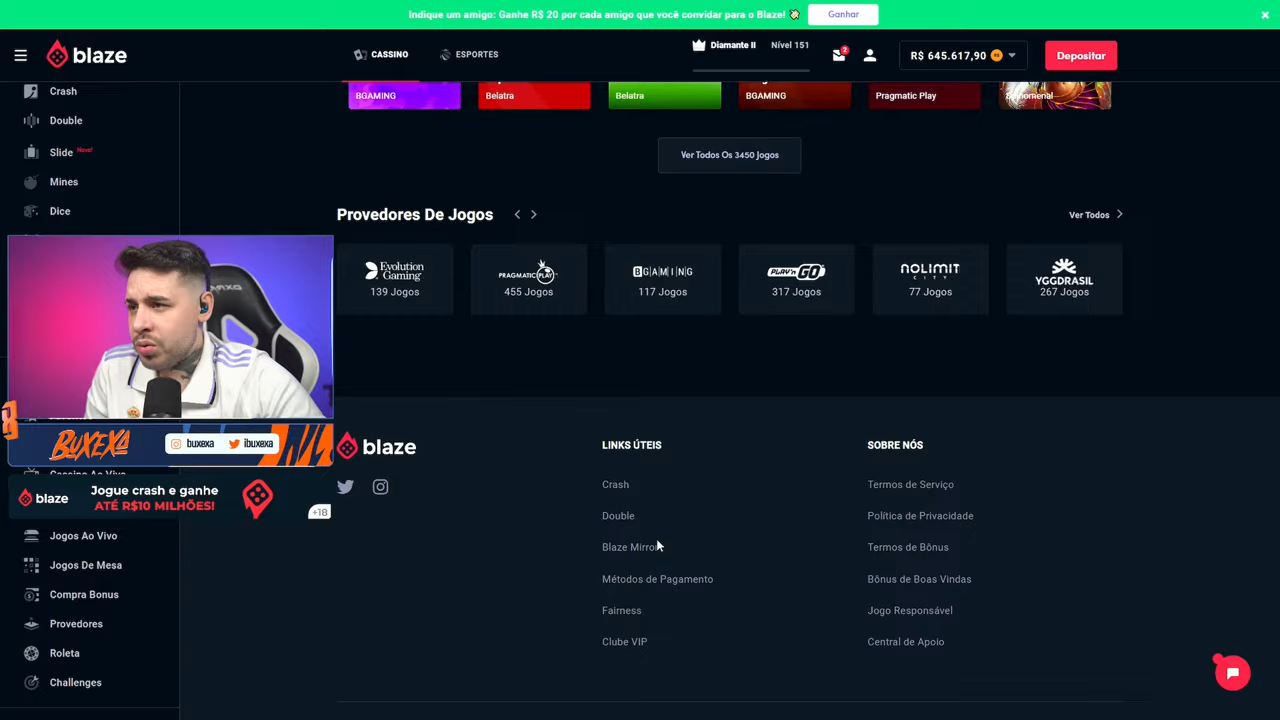 Indique um amigo: Ganhe R$ 20 por cada amigo que você convidar para o Blaze!
Ganhar
blaze
CASSINO
ESPORTES
Diamante II
Nível 151
2
R$ 645.617,90
Depositar
Crash
Double
Slide Novo!
Mines
Dice
BGAMING
Belatra
Belatra
BGAMING
Pragmatic Play
Ver Todos Os 3450 Jogos
Provedores De Jogos
Ver Todos
Evolution Gaming
139 Jogos
PRAGMATIC PLAY
455 Jogos
BGAMING
117 Jogos
PLAY'n GO
317 Jogos
NOLIMIT CITY
77 Jogos
YGGDRASIL
267 Jogos
BUXEXA
buxexa
ibuxexa
Cassino Ao Vivo
blaze
Jogue crash e ganhe
ATÉ R$10 MILHÕES!
+18
Jogos Ao Vivo
Jogos De Mesa
Compra Bonus
Provedores
Roleta
Challenges
blaze
LINKS ÚTEIS
Crash
Double
Blaze Mirror
Métodos de Pagamento
Fairness
Clube VIP
SOBRE NÓS
Termos de Serviço
Política de Privacidade
Termos de Bônus
Bônus de Boas Vindas
Jogo Responsável
Central de Apoio